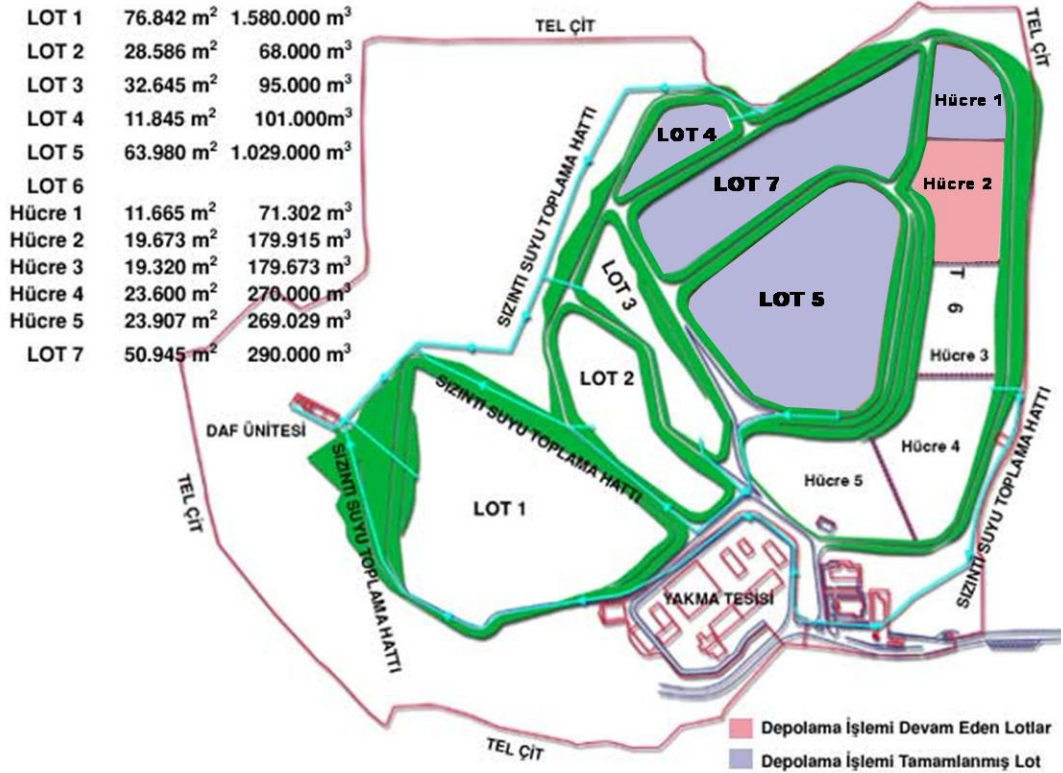 LOT 1 76.842 m² 1.580.000 m³
LOT 2 28.586 m² 68.000 m³
LOT 3 32.645 m² 95.000 m³
LOT 4 11.845 m² 101.000m³
LOT 5 63.980 m² 1.029.000 m³
LOT 6
Hücre 1 11.665 m² 71.302 m³
Hücre 2 19.673 m² 179.915 m³
Hücre 3 19.320 m² 179.673 m³
Hücre 4 23.600 m² 270.000 m³
Hücre 5 23.907 m² 269.029 m³
LOT 7 50.945 m² 290.000 m³
TEL ÇİT
TEL ÇİT
Hücre 1
LOT 4
SIZINTI SUYU TOPLAMA HATTI
LOT 7
Hücre 2
LOT 3
LOT 5
T 6
Hücre 3
LOT 2
SIZINTI SUYU TOPLAMA HATTI
DAF ÜNİTESİ
SIZINTI SUYU TOPLAMA HATTI
Hücre 4
Hücre 5
SIZINTI SUYU TOPLAMA HATTI
LOT 1
TEL ÇİT
YAKMA TESİSİ
TEL ÇİT
Depolama İşlemi Devam Eden Lotlar
Depolama İşlemi Tamamlanmış Lot